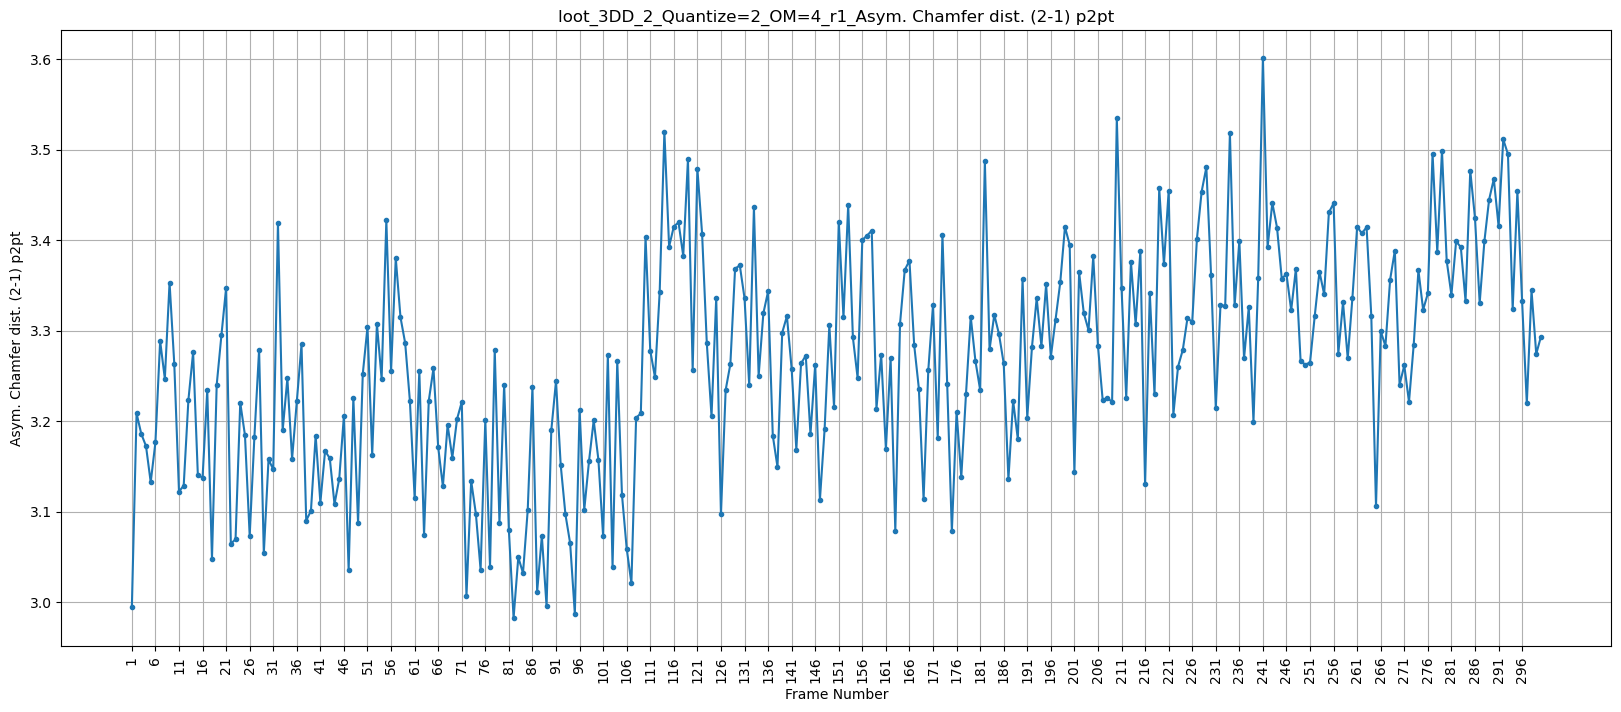 loot_3DD_2_Quantize=2_OM=4_r1_Asym. Chamfer dist. (2-1) p2pt
Asym. Chamfer dist. (2-1) p2pt
3.6
3.5
3.4
3.3
3.2
3.1
3.0
1 6 11 16 21 26 31 36 41 46 51 56 61 66 71 76 81 86 91 96 101 106 111 116 121 126 131 136 141 146 151 156 161 166 171 176 181 186 191 196 201 206 211 216 221 226 231 236 241 246 251 256 261 266 271 276 281 286 291 296
Frame Number